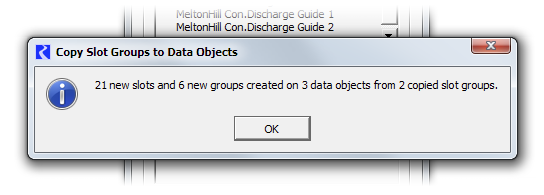 MeltonHill Con.Discharge Guide 1
MeltonHill Con.Discharge Guide 2
Copy Slot Groups to Data Objects
21 new slots and 6 new groups created on 3 data objects from 2 copied slot groups.
OK